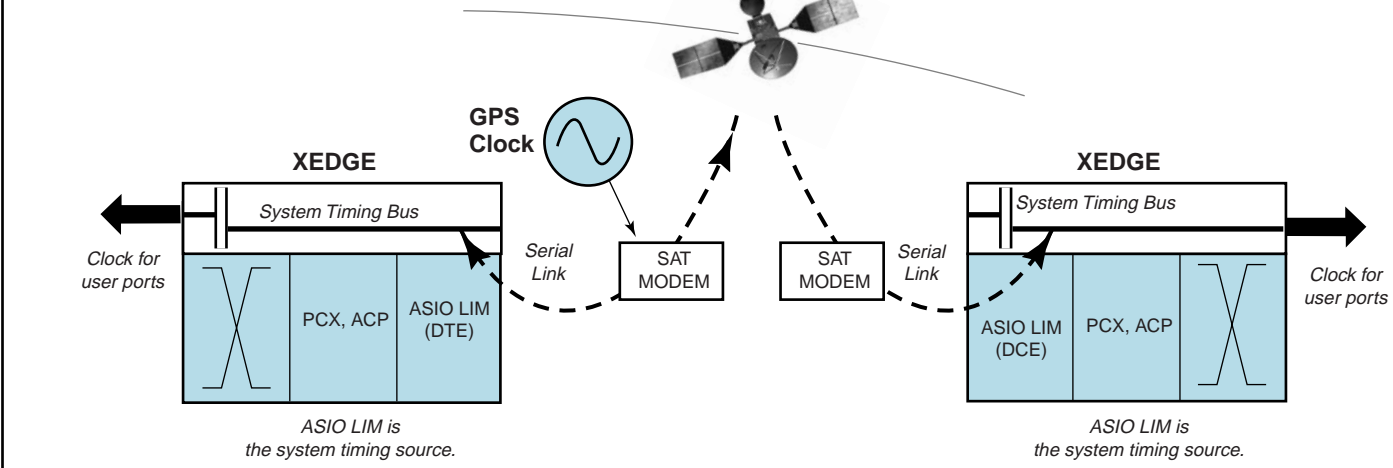 GPS
Clock
XEDGE
System Timing Bus
Clock for
user ports
PCX, ACP
ASIO LIM
(DTE)
ASIO LIM is
the system timing source.
Serial
Link
SAT
MODEM
SAT
MODEM
Serial
Link
XEDGE
System Timing Bus
Clock for
user ports
ASIO LIM
(DCE)
PCX, ACP
ASIO LIM is
the system timing source.